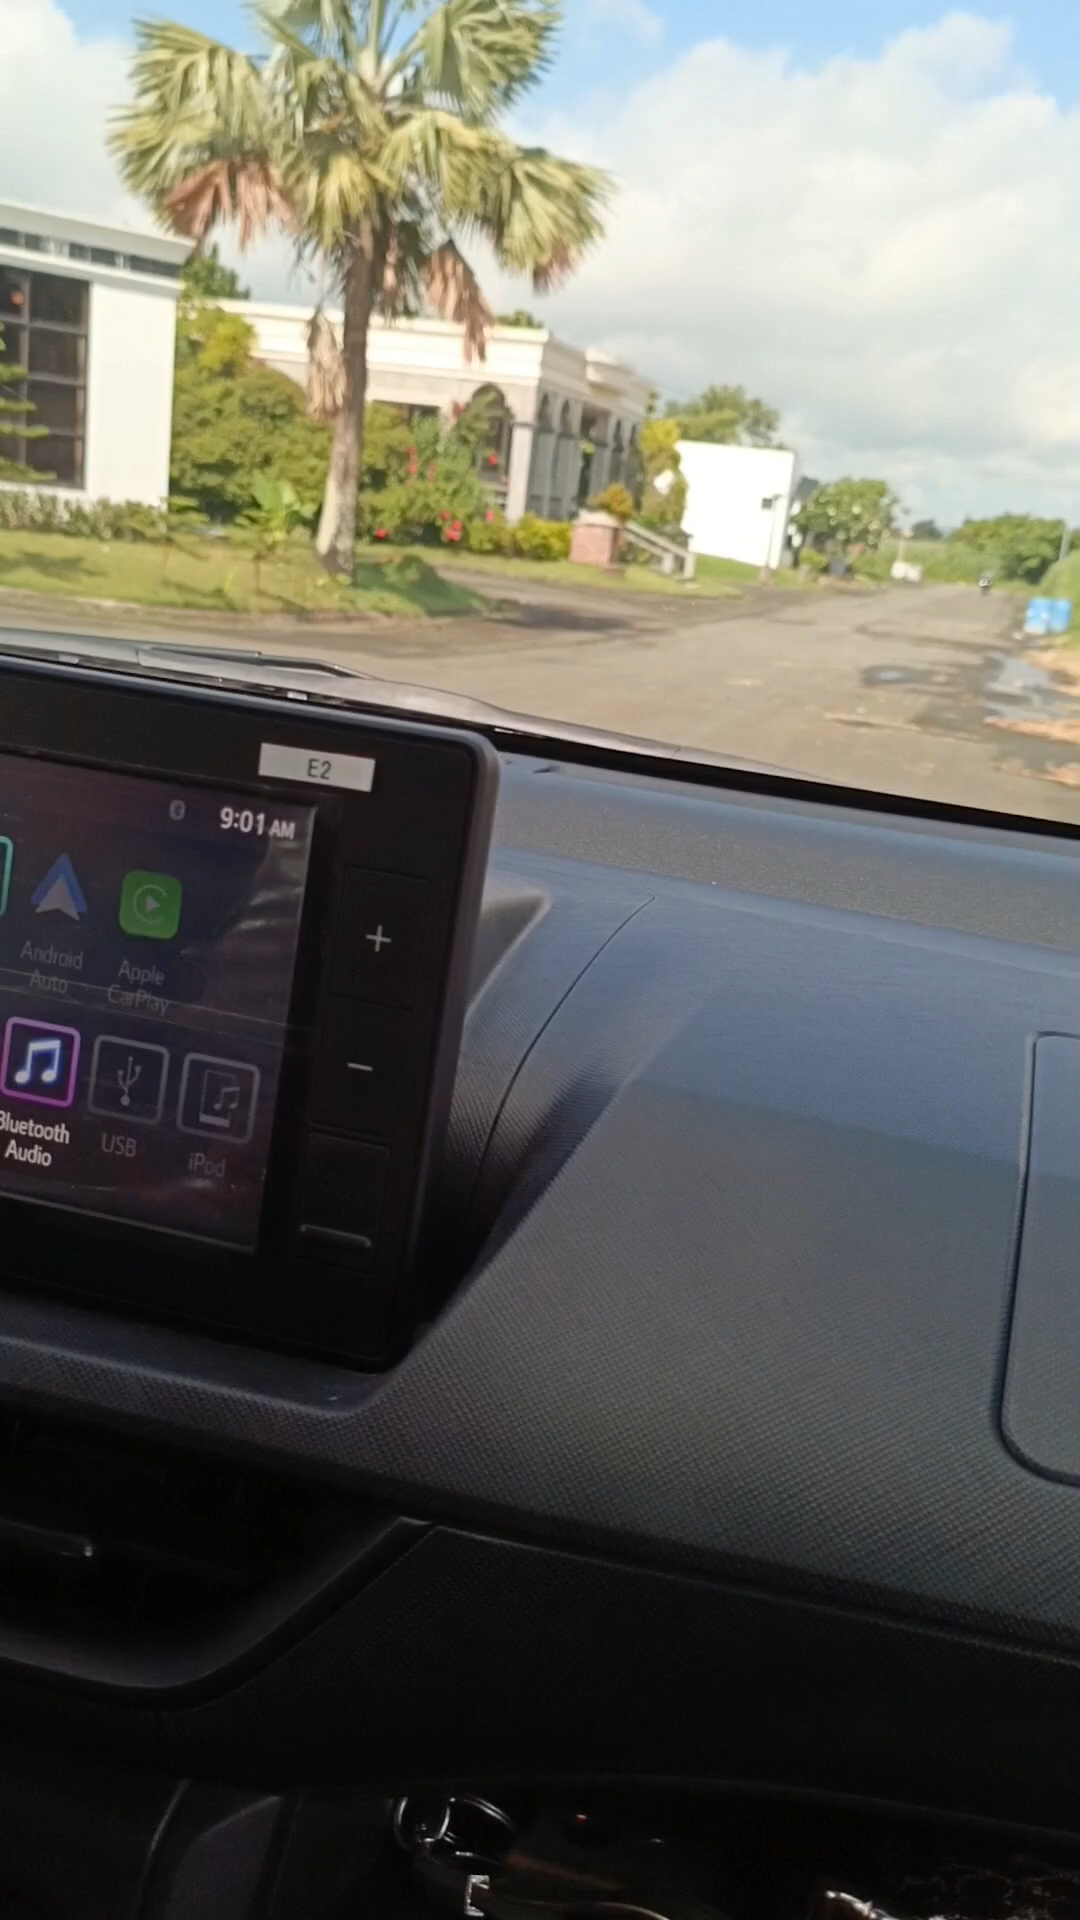 E2
9:01 AM
Android
Auto
Apple
CarPlay
Bluetooth
Audio
USB
iPod
+
−